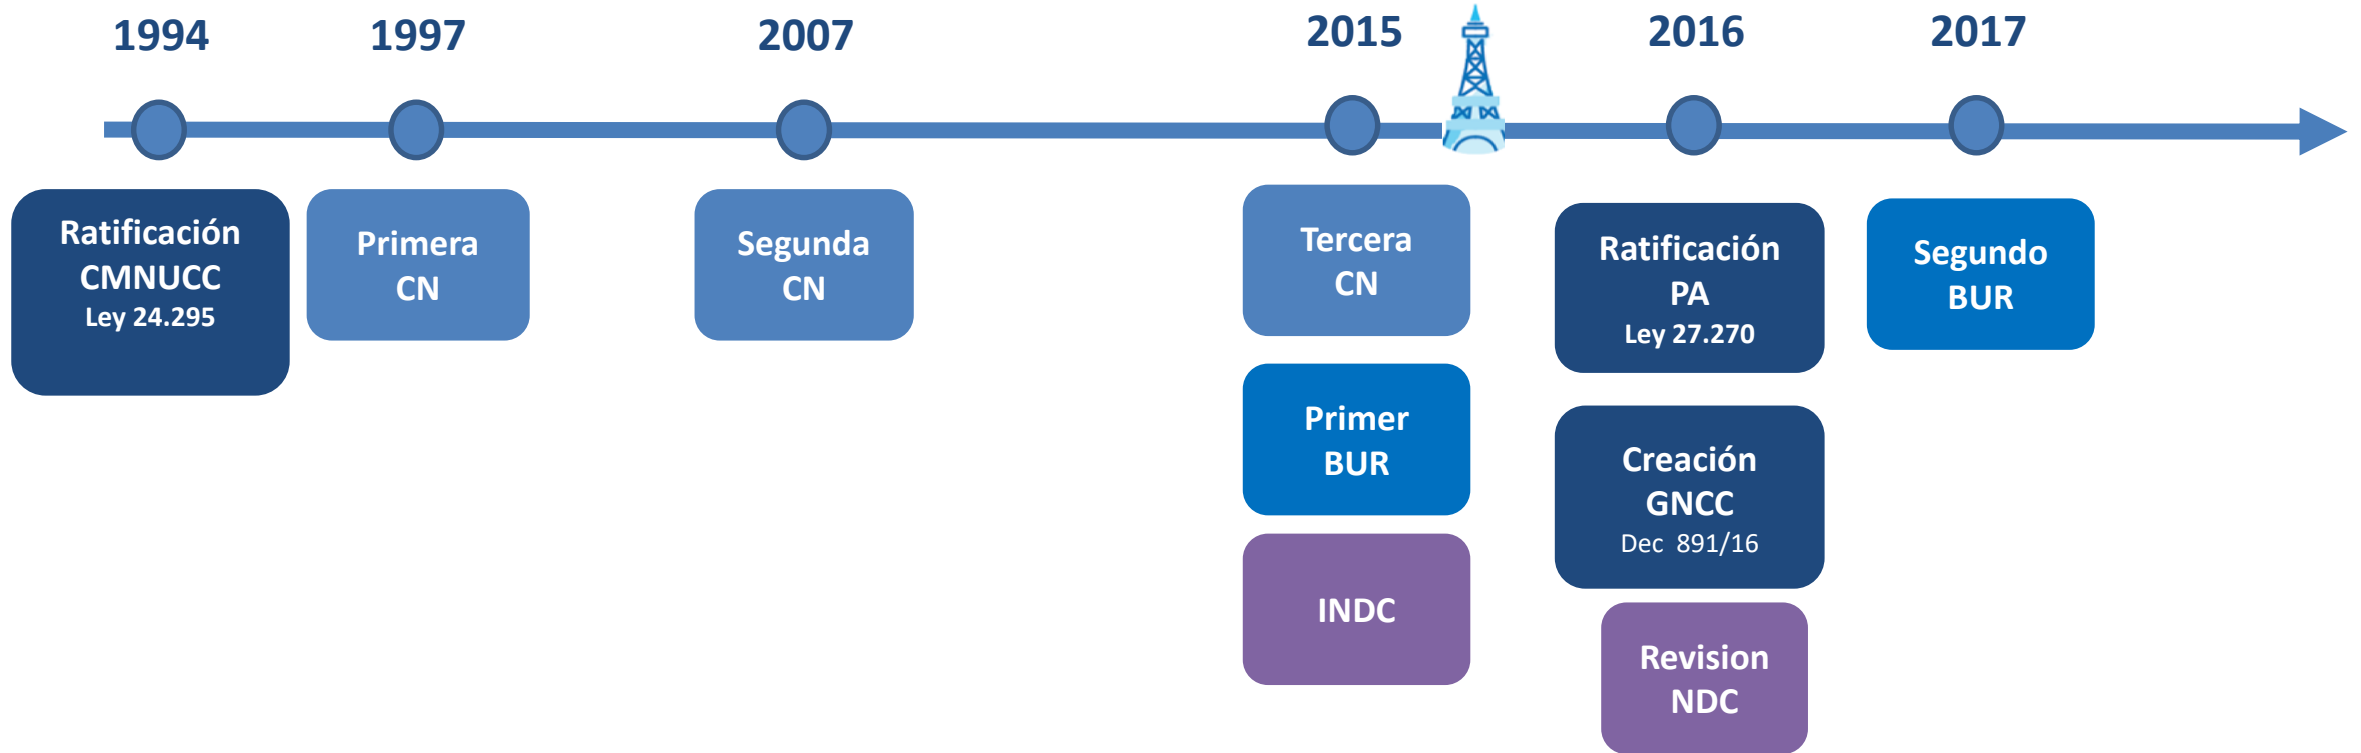 1994
1997
2007
2015
2016
2017
Ratificación
CMNUCC
Ley 24.295
Primera
CN
Segunda
CN
Tercera
CN
Primer
BUR
INDC
Ratificación
PA
Ley 27.270
Creación
GNCC
Dec 891/16
Revision
NDC
Segundo
BUR